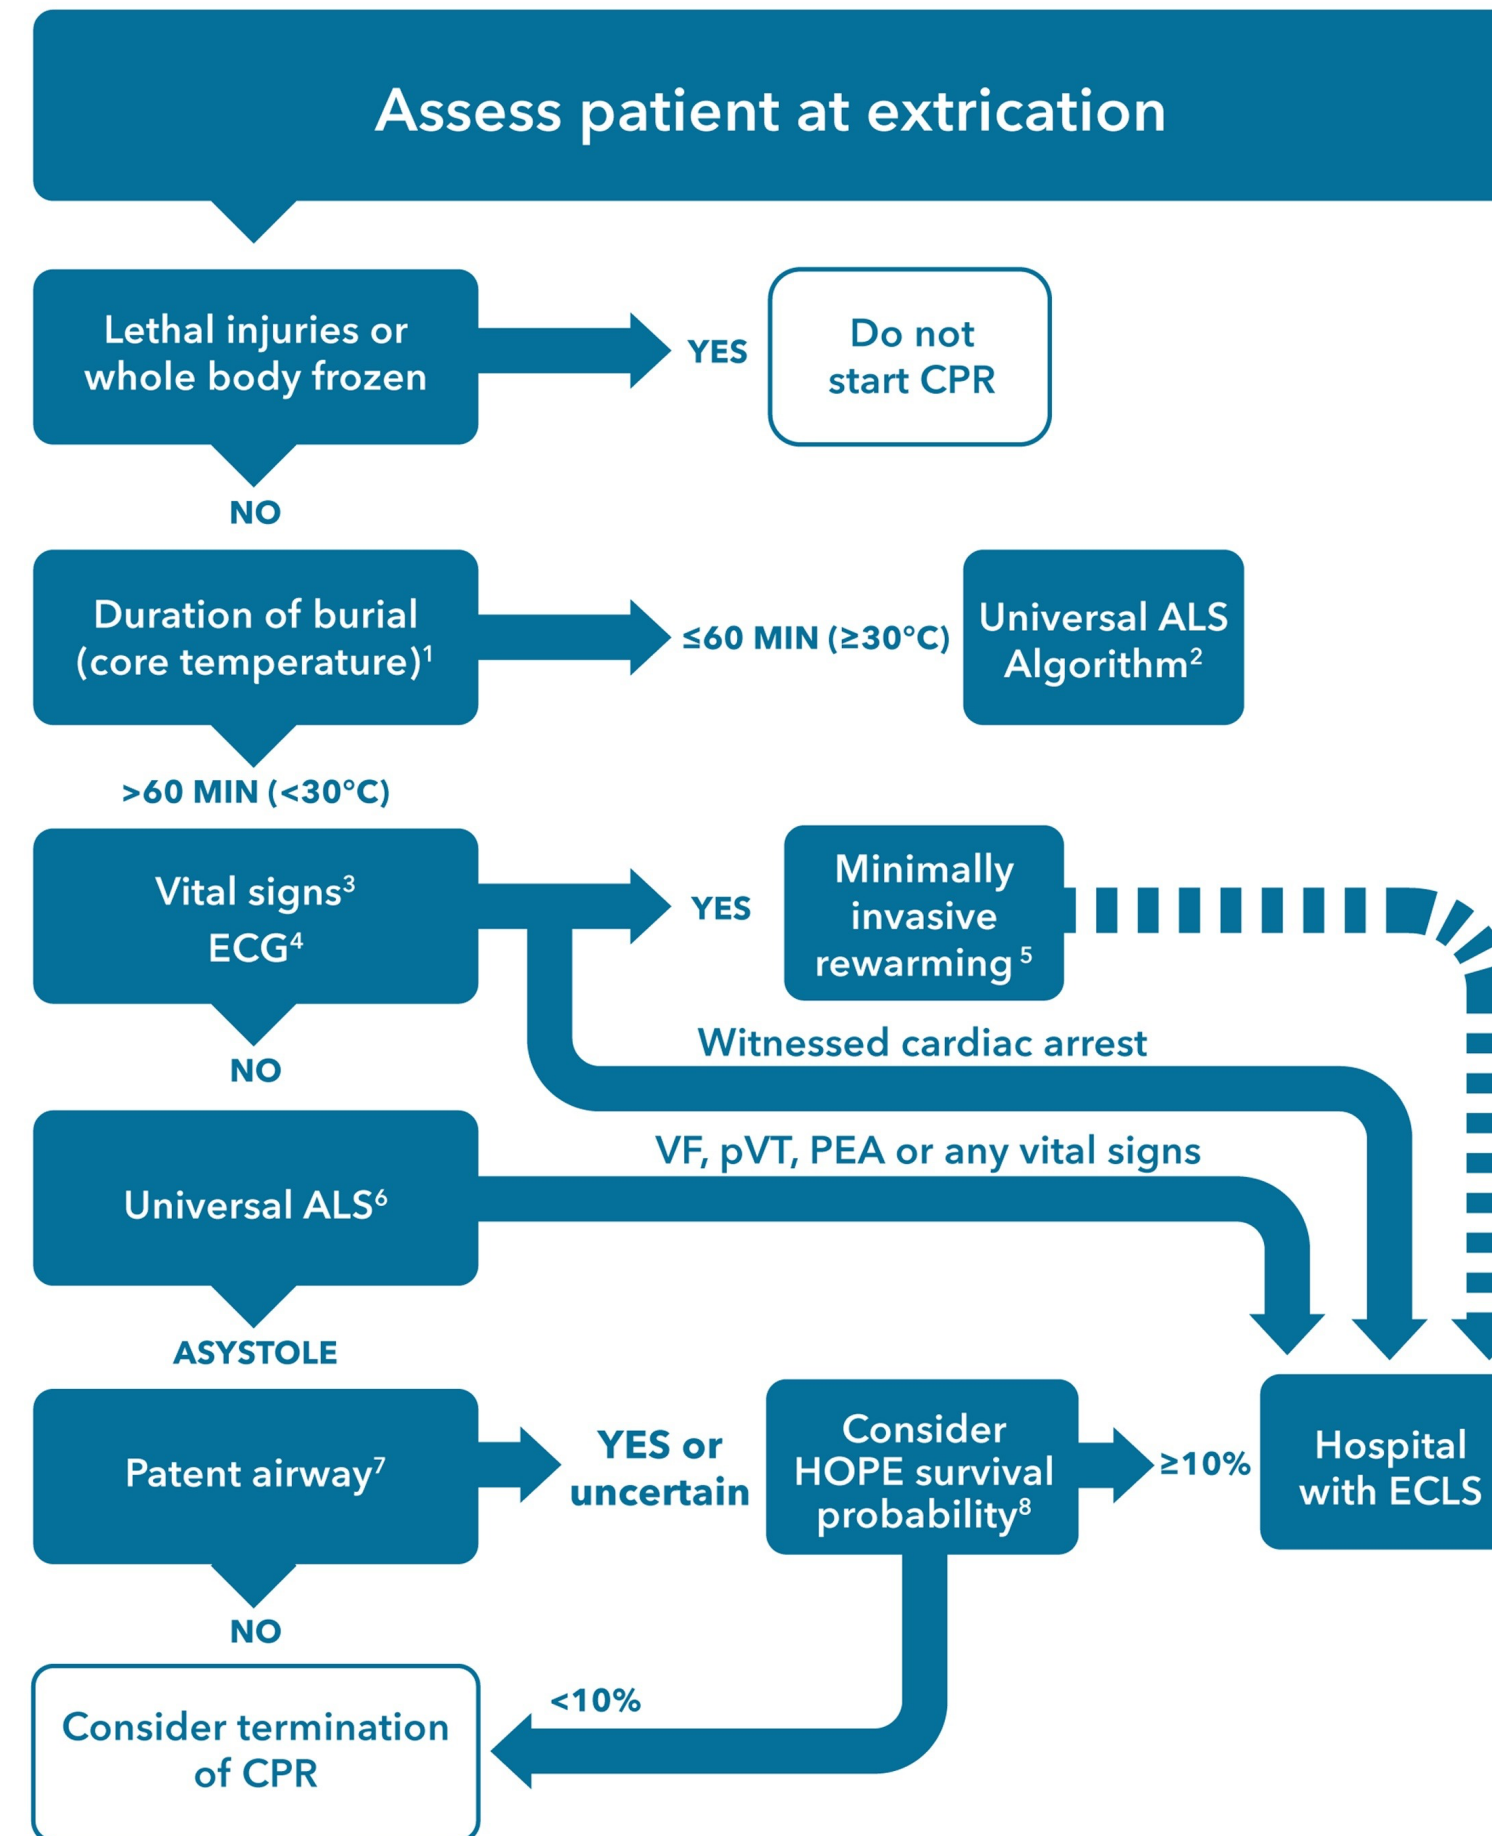 Assess patient at extrication
Lethal injuries or
whole body frozen
YES
Do not
start CPR
NO
Duration of burial
(core temperature)¹
≤60 MIN (≥30°C)
Universal ALS
Algorithm²
>60 MIN (<30°C)
Vital signs³
ECG⁴
YES
Minimally
invasive
rewarming ⁵
Witnessed cardiac arrest
NO
VF, pVT, PEA or any vital signs
Universal ALS⁶
ASYSTOLE
Patent airway⁷
YES or
uncertain
Consider
HOPE survival
probability⁸
≥10%
Hospital
with ECLS
NO
<10%
Consider termination
of CPR